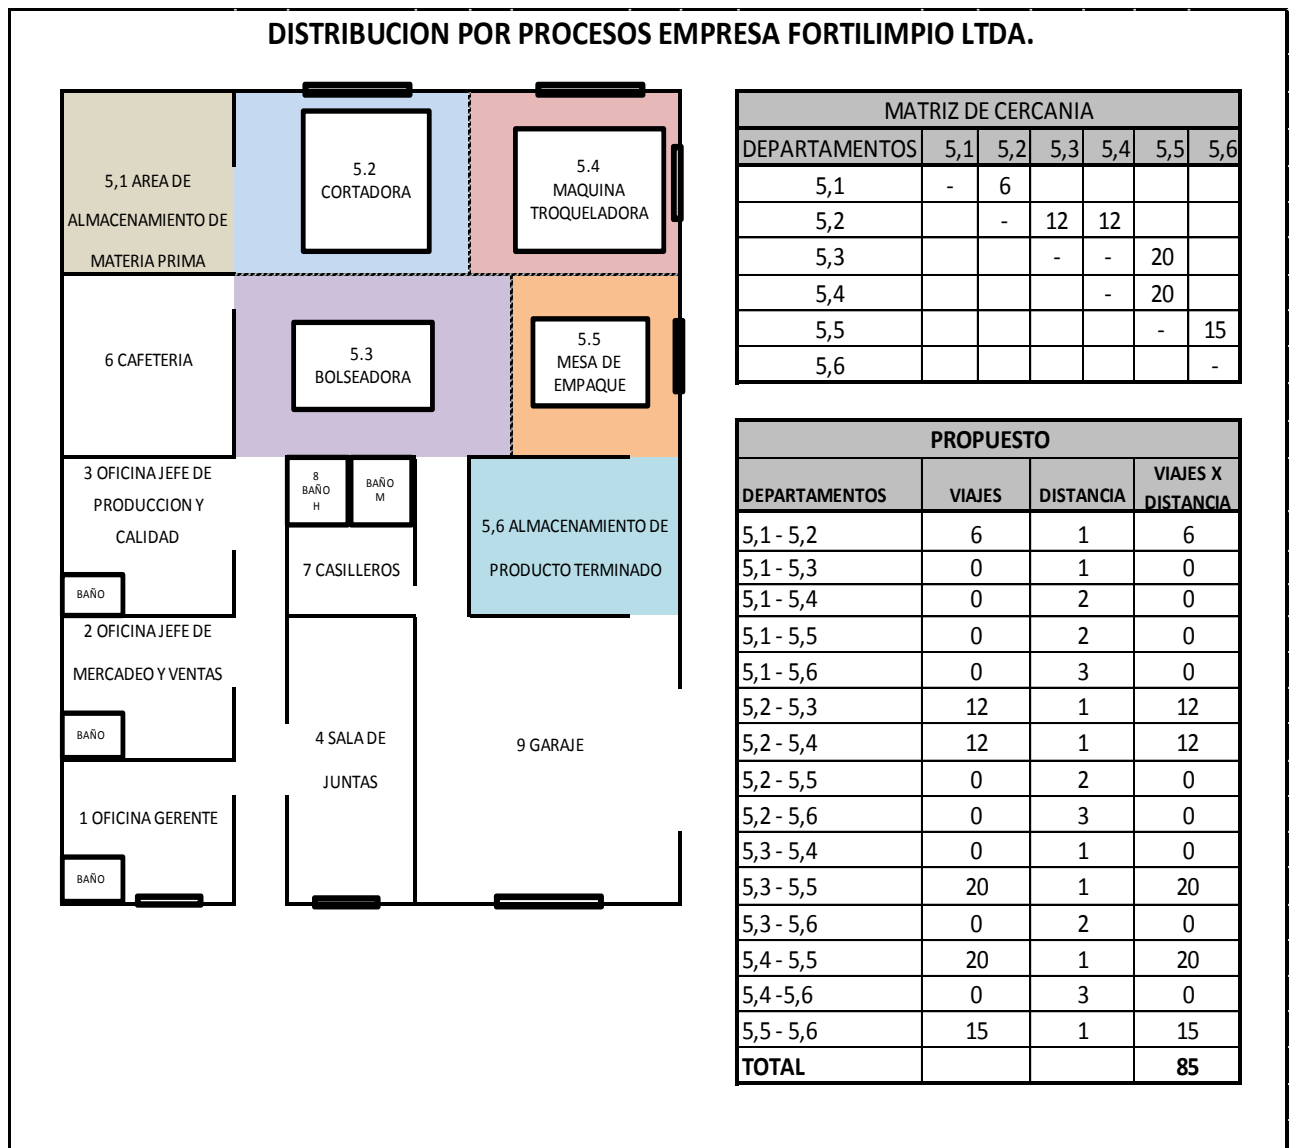 DISTRIBUCION POR PROCESOS EMPRESA FORTILIMPIO LTDA.
5,1 AREA DE
ALMACENAMIENTO DE
MATERIA PRIMA
5.2
CORTADORA
5.4
MAQUINA
TROQUELADORA
6 CAFETERIA
5.3
BOLSEADORA
5.5
MESA DE
EMPAQUE
3 OFICINA JEFE DE
PRODUCCION Y
CALIDAD
BAÑO
8
BAÑO
H
BAÑO
M
7 CASILLEROS
5,6 ALMACENAMIENTO DE
PRODUCTO TERMINADO
2 OFICINA JEFE DE
MERCADEO Y VENTAS
BAÑO
4 SALA DE
JUNTAS
9 GARAJE
1 OFICINA GERENTE
BAÑO
MATRIZ DE CERCANIA
DEPARTAMENTOS 5,1 5,2 5,3 5,4 5,5 5,6
5,1 - 6
5,2 - 12 12
5,3 - - 20
5,4 - 20
5,5 - 15
5,6 -
PROPUESTO
DEPARTAMENTOS VIAJES DISTANCIA VIAJES X DISTANCIA
5,1 - 5,2 6 1 6
5,1 - 5,3 0 1 0
5,1 - 5,4 0 2 0
5,1 - 5,5 0 2 0
5,1 - 5,6 0 3 0
5,2 - 5,3 12 1 12
5,2 - 5,4 12 1 12
5,2 - 5,5 0 2 0
5,2 - 5,6 0 3 0
5,3 - 5,4 0 1 0
5,3 - 5,5 20 1 20
5,3 - 5,6 0 2 0
5,4 - 5,5 20 1 20
5,4 -5,6 0 3 0
5,5 - 5,6 15 1 15
TOTAL 85